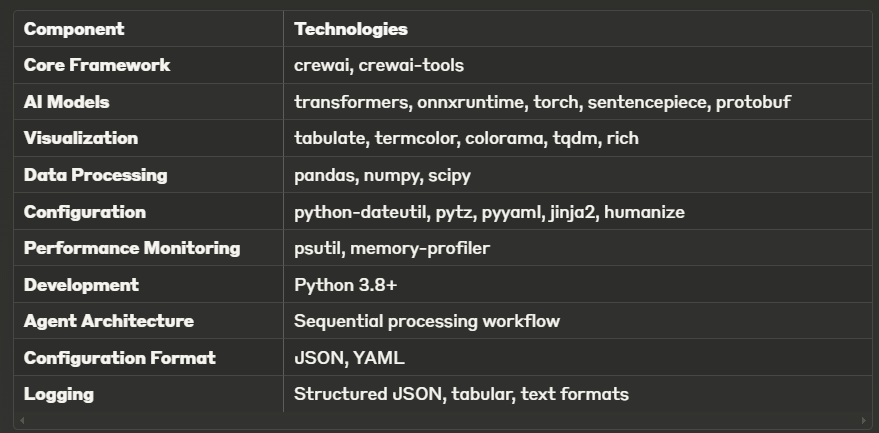 Component Technologies
Core Framework crewai, crewai-tools
AI Models transformers, onnxruntime, torch, sentencepiece, protobuf
Visualization tabulate, termcolor, colorama, tqdm, rich
Data Processing pandas, numpy, scipy
Configuration python-dateutil, pytz, pyyaml, jinja2, humanize
Performance Monitoring psutil, memory-profiler
Development Python 3.8+
Agent Architecture Sequential processing workflow
Configuration Format JSON, YAML
Logging Structured JSON, tabular, text formats